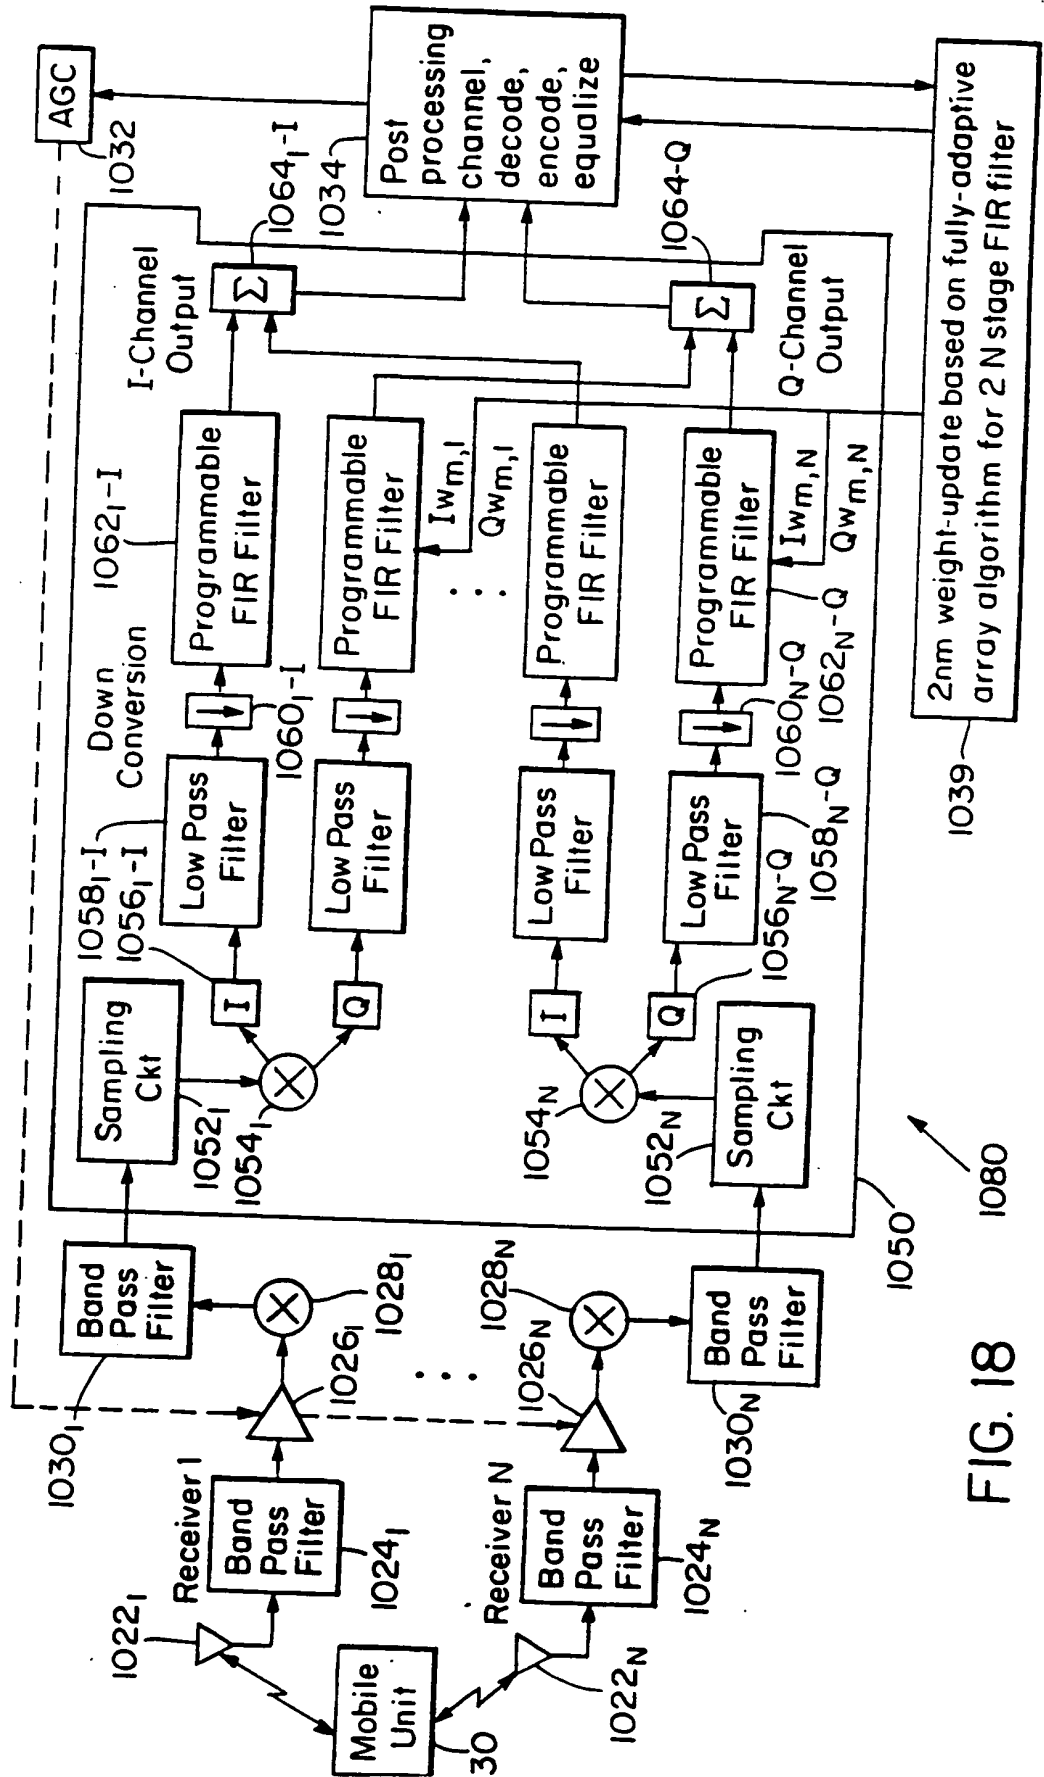 Mobile
Unit
30
1022₁
Receiver 1
Band
Pass
Filter
1024₁
1026₁
1028₁
Band
Pass
Filter
1030₁
AGC
1032
Sampling
Ckt
1052₁
1054₁
I
Q
1056₁-I
1058₁-I
Low Pass
Filter
Low Pass
Filter
Down
Conversion
1060₁-I
1062₁-I
Programmable
FIR Filter
Programmable
FIR Filter
Iwm,1
Qwm,1
I-Channel
Output
Σ
1064₁-I
1034
Post
processing
channel,
decode,
encode,
equalize
1022N
Receiver N
Band
Pass
Filter
1024N
1026N
1028N
Band
Pass
Filter
1030N
Sampling
Ckt
1052N
1054N
I
Q
1056N-Q
Low Pass
Filter
Low Pass
Filter
1058N-Q
1060N-Q
Programmable
FIR Filter
Programmable
FIR Filter
1062N-Q
Iwm,N
Qwm,N
Σ
1064-Q
Q-Channel
Output
1050
1080
1039
2nm weight-update based on fully-adaptive
array algorithm for 2 N stage FIR filter
FIG. 18